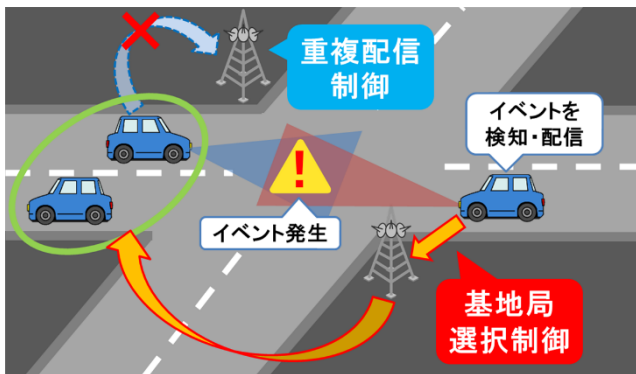 重複配信
制御
イベントを
検知・配信
!
イベント発生
基地局
選択制御